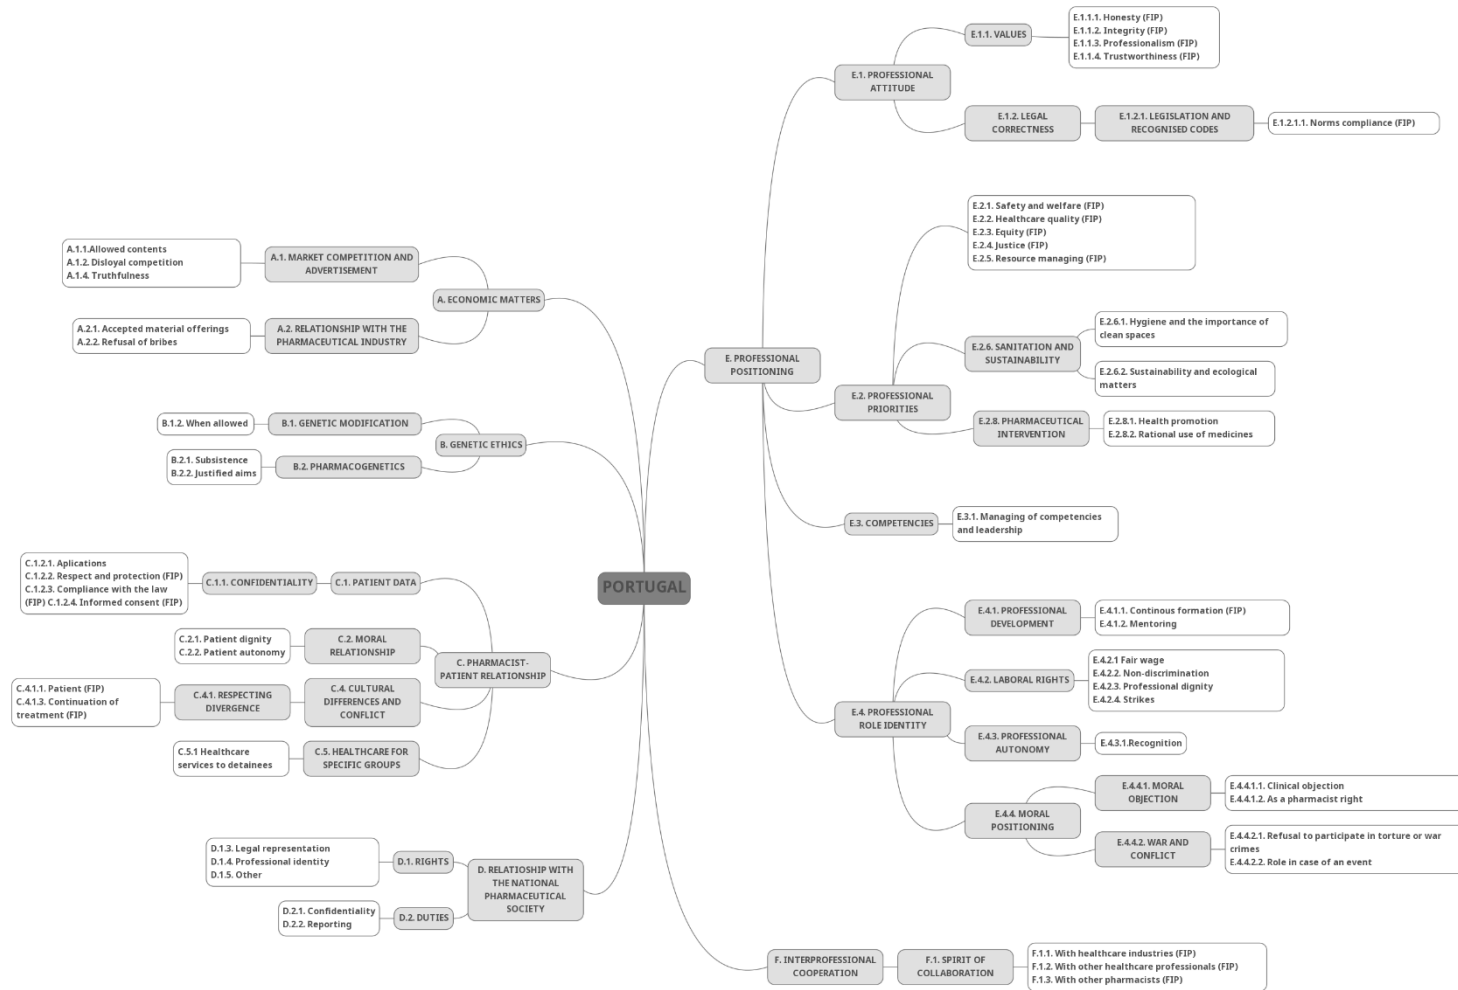 PORTUGAL
A. ECONOMIC MATTERS
A.1. MARKET COMPETITION AND
ADVERTISEMENT
A.1.1.Allowed contents
A.1.2. Disloyal competition
A.1.4. Truthfulness
A.2. RELATIONSHIP WITH THE
PHARMACEUTICAL INDUSTRY
A.2.1. Accepted material offerings
A.2.2. Refusal of bribes
B. GENETIC ETHICS
B.1. GENETIC MODIFICATION
B.1.2. When allowed
B.2. PHARMACOGENETICS
B.2.1. Subsistence
B.2.2. Justified aims
C. PHARMACIST-
PATIENT RELATIONSHIP
C.1. PATIENT DATA
C.1.1. CONFIDENTIALITY
C.1.2.1. Aplications
C.1.2.2. Respect and protection (FIP)
C.1.2.3. Compliance with the law
(FIP) C.1.2.4. Informed consent (FIP)
C.2. MORAL
RELATIONSHIP
C.2.1. Patient dignity
C.2.2. Patient autonomy
C.4. CULTURAL
DIFFERENCES AND
CONFLICT
C.4.1. RESPECTING
DIVERGENCE
C.4.1.1. Patient (FIP)
C.4.1.3. Continuation of
treatment (FIP)
C.5. HEALTHCARE FOR
SPECIFIC GROUPS
C.5.1 Healthcare
services to detainees
D. RELATIOSHIP WITH
THE NATIONAL
PHARMACEUTICAL
SOCIETY
D.1. RIGHTS
D.1.3. Legal representation
D.1.4. Professional identity
D.1.5. Other
D.2. DUTIES
D.2.1. Confidentiality
D.2.2. Reporting
E. PROFESSIONAL
POSITIONING
E.1. PROFESSIONAL
ATTITUDE
E.1.1. VALUES
E.1.1.1. Honesty (FIP)
E.1.1.2. Integrity (FIP)
E.1.1.3. Professionalism (FIP)
E.1.1.4. Trustworthiness (FIP)
E.1.2. LEGAL
CORRECTNESS
E.1.2.1. LEGISLATION AND
RECOGNISED CODES
E.1.2.1.1. Norms compliance (FIP)
E.2. PROFESSIONAL
PRIORITIES
E.2.1. Safety and welfare (FIP)
E.2.2. Healthcare quality (FIP)
E.2.3. Equity (FIP)
E.2.4. Justice (FIP)
E.2.5. Resource managing (FIP)
E.2.6. SANITATION AND
SUSTAINABILITY
E.2.6.1. Hygiene and the importance of
clean spaces
E.2.6.2. Sustainability and ecological
matters
E.2.8. PHARMACEUTICAL
INTERVENTION
E.2.8.1. Health promotion
E.2.8.2. Rational use of medicines
E.3. COMPETENCIES
E.3.1. Managing of competencies
and leadership
E.4. PROFESSIONAL
ROLE IDENTITY
E.4.1. PROFESSIONAL
DEVELOPMENT
E.4.1.1. Continous formation (FIP)
E.4.1.2. Mentoring
E.4.2. LABORAL RIGHTS
E.4.2.1 Fair wage
E.4.2.2. Non-discrimination
E.4.2.3. Professional dignity
E.4.2.4. Strikes
E.4.3. PROFESSIONAL
AUTONOMY
E.4.3.1.Recognition
E.4.4. MORAL
POSITIONING
E.4.4.1. MORAL
OBJECTION
E.4.4.1.1. Clinical objection
E.4.4.1.2. As a pharmacist right
E.4.4.2. WAR AND
CONFLICT
E.4.4.2.1. Refusal to participate in torture or war
crimes
E.4.4.2.2. Role in case of an event
F. INTERPROFESSIONAL
COOPERATION
F.1. SPIRIT OF
COLLABORATION
F.1.1. With healthcare industries (FIP)
F.1.2. With other healthcare professionals (FIP)
F.1.3. With other pharmacists (FIP)